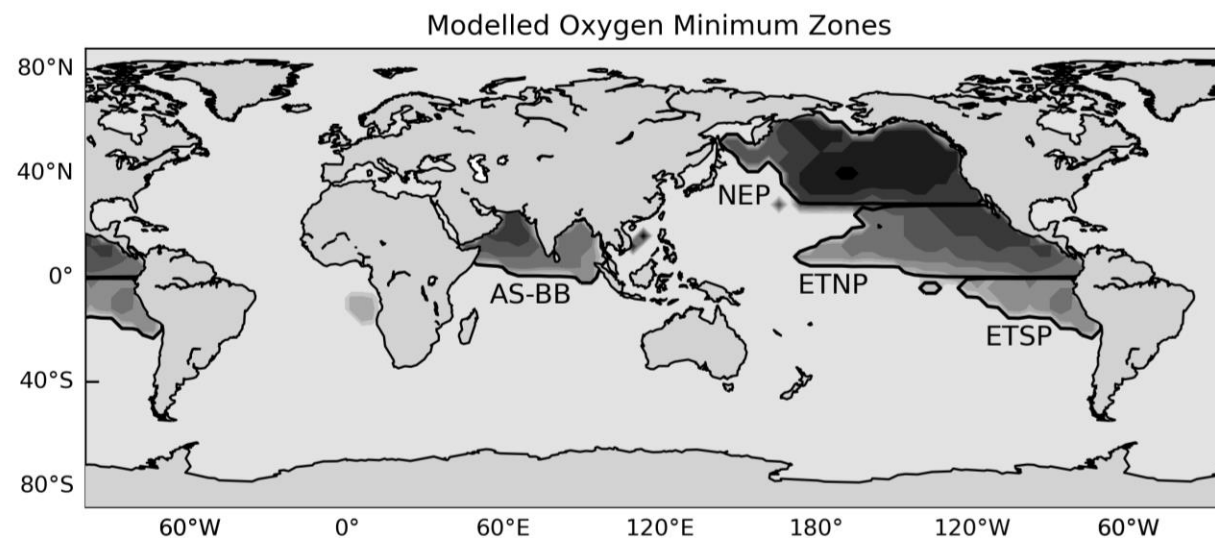 Modelled Oxygen Minimum Zones
80°N
40°N
0°
40°S
80°S
NEP
AS-BB
ETNP
ETSP
60°W
0°
60°E
120°E
180°
120°W
60°W